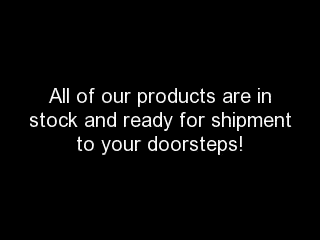 All of our products are in
stock and ready for shipment
to your doorsteps!